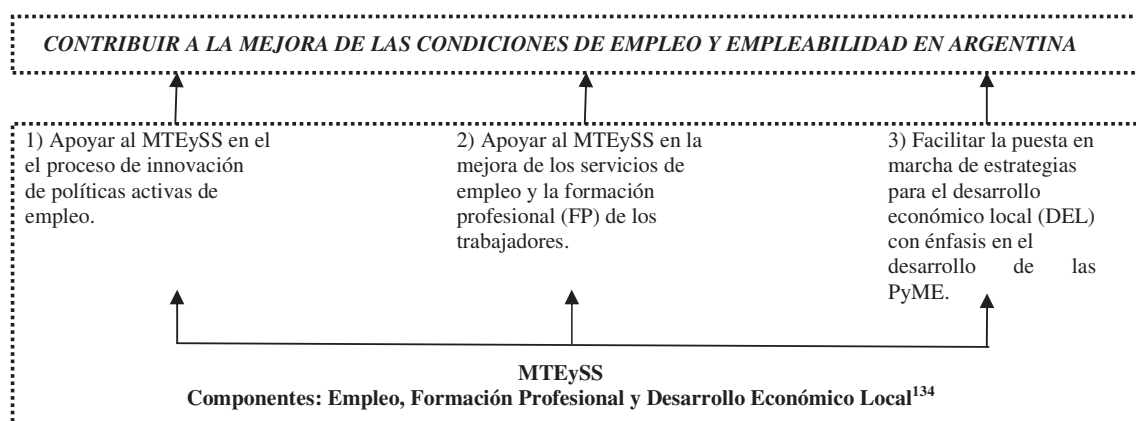 CONTRIBUIR A LA MEJORA DE LAS CONDICIONES DE EMPLEO Y EMPLEABILIDAD EN ARGENTINA
1) Apoyar al MTEySS en el
el proceso de innovación
de políticas activas de
empleo.
2) Apoyar al MTEySS en la
mejora de los servicios de
empleo y la formación
profesional (FP) de los
trabajadores.
3) Facilitar la puesta en
marcha de estrategias
para el desarrollo
económico local (DEL)
con énfasis en el
desarrollo de las
PyME.
MTEySS
Componentes: Empleo, Formación Profesional y Desarrollo Económico Local134